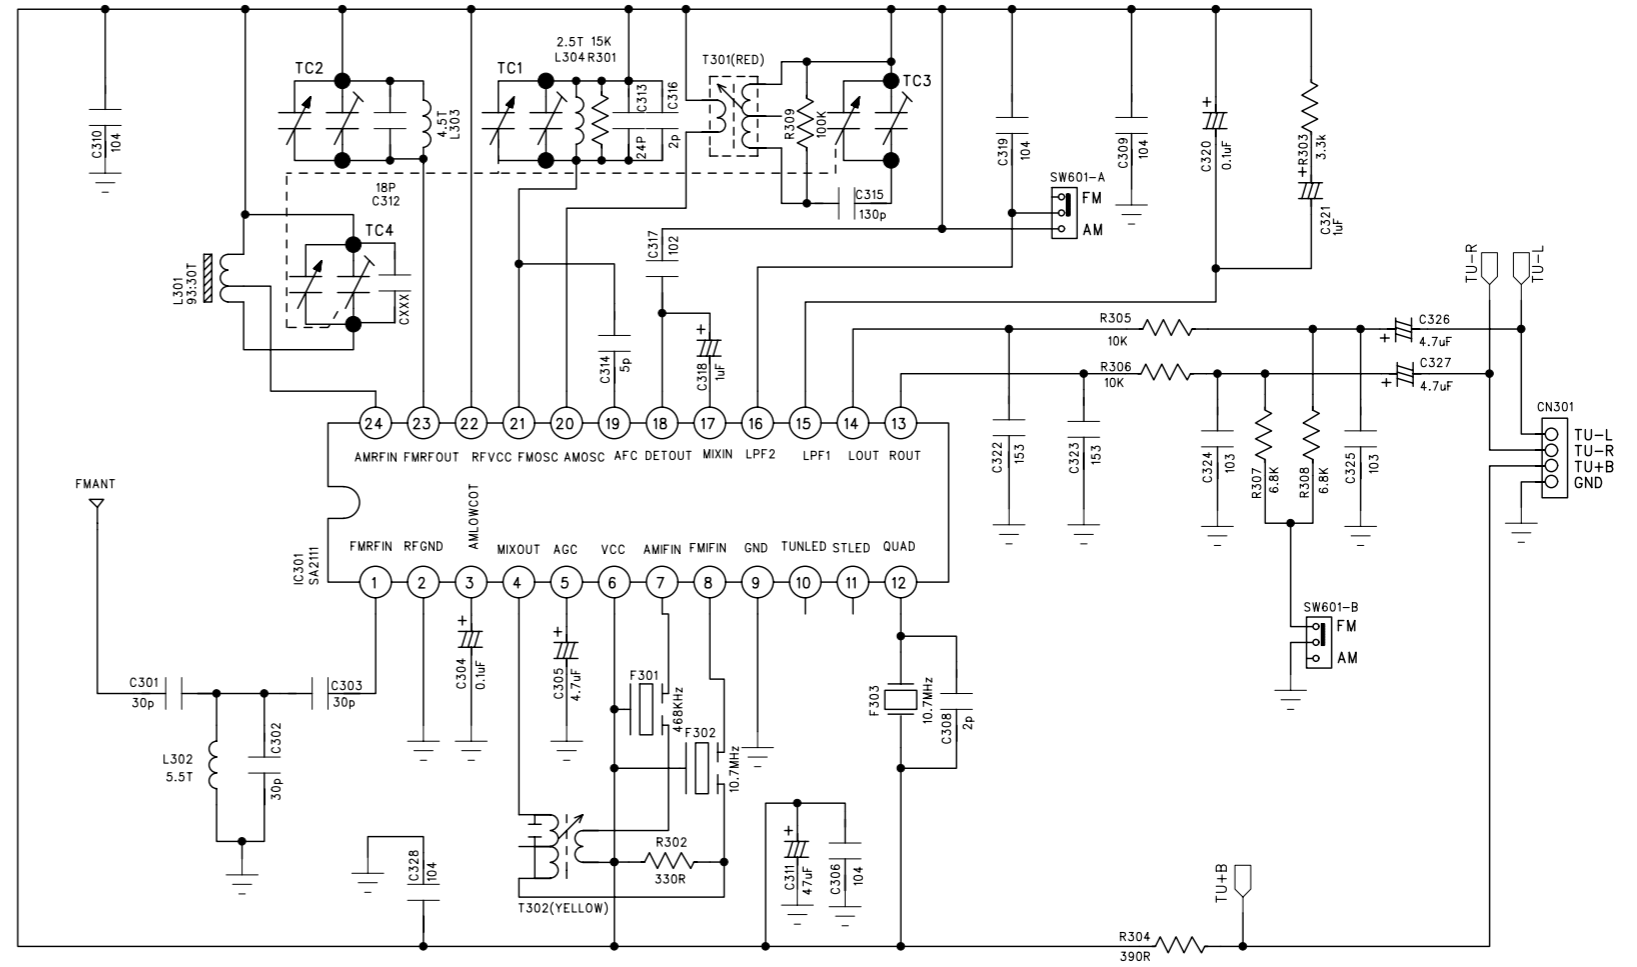 2.5T 15K
L304 R301
T301(RED)
TC2
TC1
TC3
C310
104
4.5T
L303
C313
24P
C316
2p
R309
100K
C319
104
C309
104
C320
0.1uF
R303
3.3k
C321
1uF
SW601-A
FM
AM
18P
C312
C315
130p
TC4
CXXX
L301
93:30T
C317
102
C314
5p
C318
1uF
TU-R
TU-L
R305
10K
R306
10K
C326
4.7uF
C327
4.7uF
CN301
TU-L
TU-R
TU+B
GND
24 23 22 21 20 19 18 17 16 15 14 13
AMRFIN FMRFOUT RFVCC FMOSC AMOSC AFC DETOUT MIXIN LPF2 LPF1 LOUT ROUT
C322
153
C323
153
C324
103
R307
6.8K
R308
6.8K
C325
103
FMANT
IC301
SA2111
FMRFIN RFGND AMLOWCOT MIXOUT AGC VCC AMIFIN FMIFIN GND TUNLED STLED QUAD
1 2 3 4 5 6 7 8 9 10 11 12
SW601-B
FM
AM
C301
30p
C303
30p
C304
0.1uF
C305
4.7uF
F301
468KHz
F302
10.7MHz
F303
10.7MHz
C308
2p
L302
5.5T
C302
30p
C328
104
T302(YELLOW)
R302
330R
C311
47uF
C306
104
TU+B
R304
390R